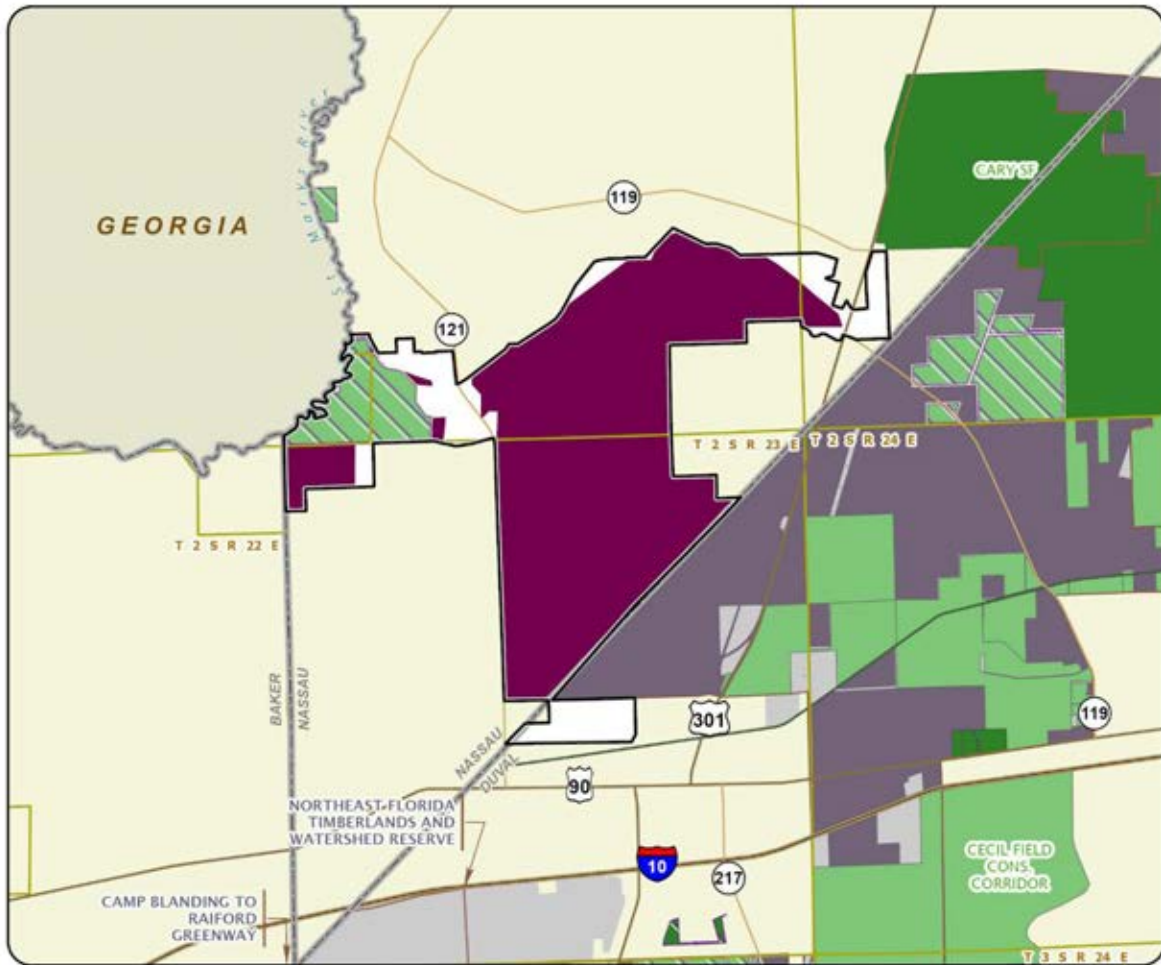 CARY SF
119
St. Marys River
GEORGIA
121
T 2 S R 23 E
T 2 S R 24 E
T 2 S R 22 E
BAKER
NASSAU
119
301
NASSAU
DUVAL
90
NORTHEAST FLORIDA
TIMBERLANDS AND
WATERSHED RESERVE
10
217
CECIL FIELD
CONS.
CORRIDOR
CAMP BLANDING TO
RAIFORD
GREENWAY
T 3 S R 24 E